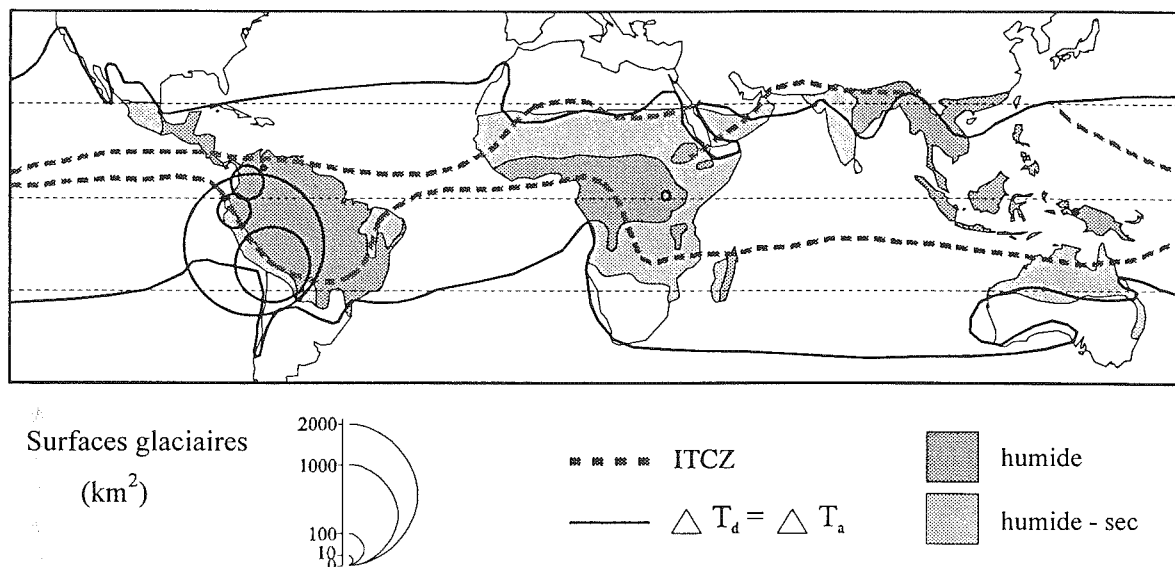 Surfaces glaciaires
(km²)
2000
1000
100
10
0
ITCZ
△ T_d = △ T_a
humide
humide - sec